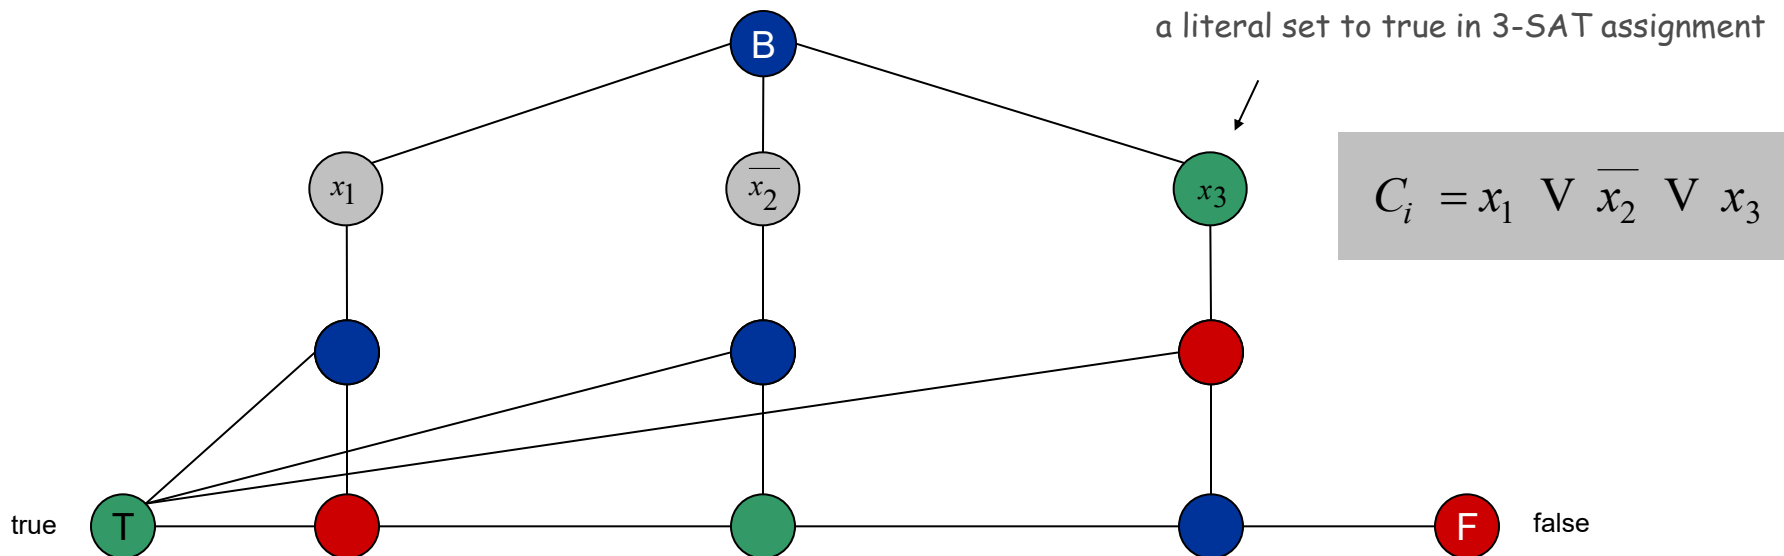 a literal set to true in 3-SAT assignment
B
x₁
x̅₂
x₃
Cᵢ = x₁ V x̅₂ V x₃
true
T
F
false